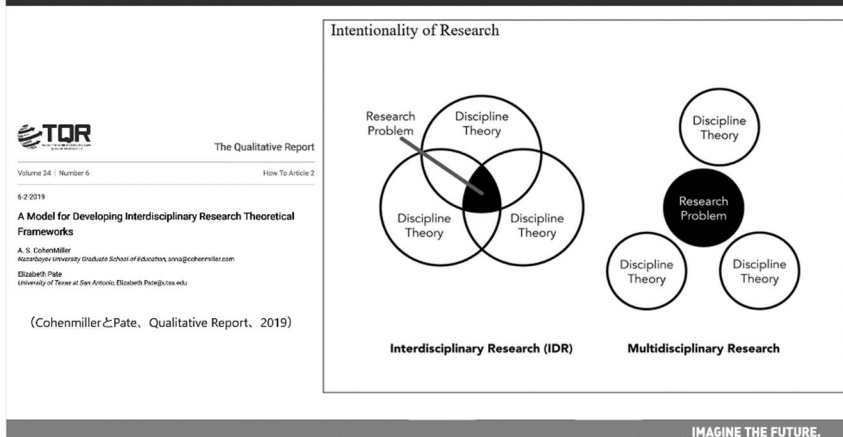 TQR
The Qualitative Report
Volume 24 | Number 6
How To Article 2
6-2-2019
A Model for Developing Interdisciplinary Research Theoretical
Frameworks
A. S. CohenMiller
Nazarbayev University Graduate School of Education, anna@cohenmiller.com
Elizabeth Pate
University of Texas at San Antonio, Elizabeth.Pate@utsa.edu
(CohenmillerとPate、Qualitative Report、2019)
Intentionality of Research
Research
Problem
Discipline
Theory
Discipline
Theory
Discipline
Theory
Interdisciplinary Research (IDR)
Discipline
Theory
Research
Problem
Discipline
Theory
Discipline
Theory
Multidisciplinary Research
IMAGINE THE FUTURE.